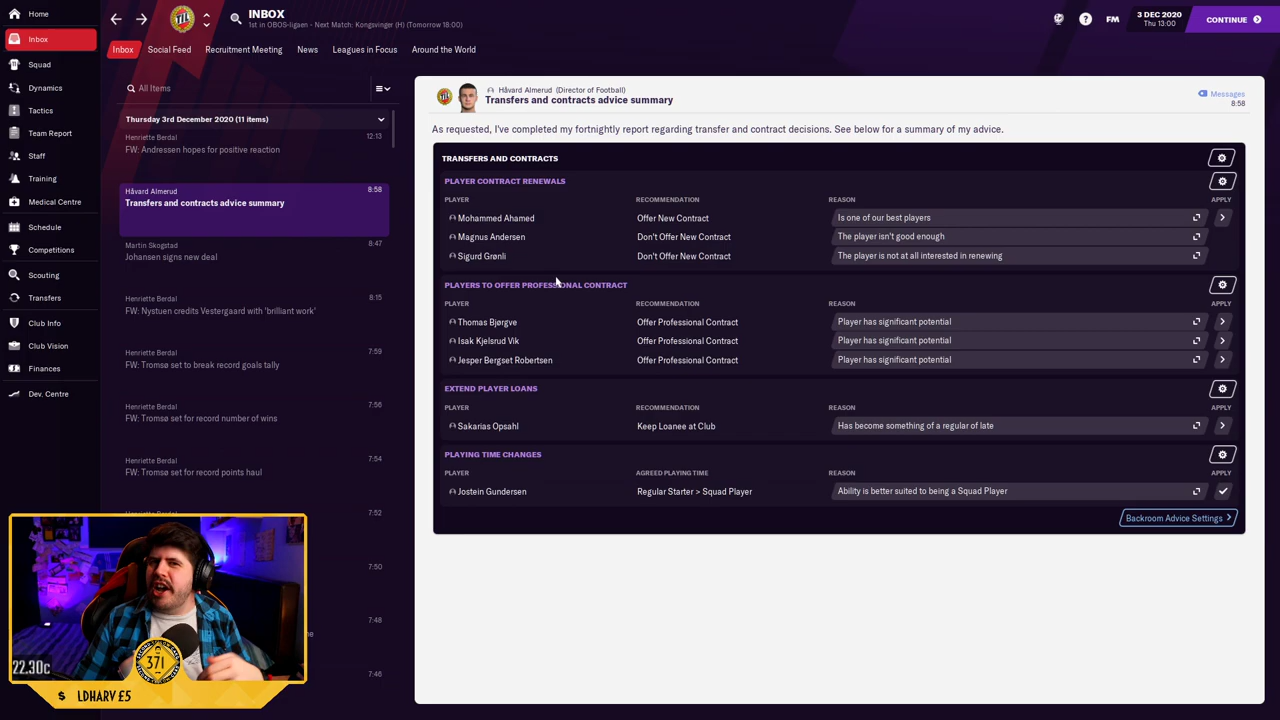 Home
Inbox
Squad
Dynamics
Tactics
Team Report
Staff
Training
Medical Centre
Schedule
Competitions
Scouting
Transfers
Club Info
Club Vision
Finances
Dev. Centre
TIL
INBOX
1st in OBOS-ligaen - Next Match: Kongsvinger (H) (Tomorrow 18:00)
?
FM
3 DEC 2020
Thu 13:00
CONTINUE
Inbox
Social Feed
Recruitment Meeting
News
Leagues in Focus
Around the World
All Items
Thursday 3rd December 2020 (11 items)
Henriette Berdal 12:13
FW: Andressen hopes for positive reaction
Håvard Almerud 8:58
Transfers and contracts advice summary
Martin Skogstad 8:47
Johansen signs new deal
Henriette Berdal 8:15
FW: Nystuen credits Vestergaard with 'brilliant work'
Henriette Berdal 7:59
FW: Tromsø set to break record goals tally
Henriette Berdal 7:56
FW: Tromsø set for record number of wins
Henriette Berdal 7:54
FW: Tromsø set for record points haul
7:52
7:50
7:48
7:46
Håvard Almerud (Director of Football)
Transfers and contracts advice summary
Messages
8:58
As requested, I've completed my fortnightly report regarding transfer and contract decisions. See below for a summary of my advice.
TRANSFERS AND CONTRACTS
PLAYER CONTRACT RENEWALS
PLAYER RECOMMENDATION REASON APPLY
Mohammed Ahamed Offer New Contract Is one of our best players
Magnus Andersen Don't Offer New Contract The player isn't good enough
Sigurd Grønli Don't Offer New Contract The player is not at all interested in renewing
PLAYERS TO OFFER PROFESSIONAL CONTRACT
PLAYER RECOMMENDATION REASON APPLY
Thomas Bjørgve Offer Professional Contract Player has significant potential
Isak Kjelsrud Vik Offer Professional Contract Player has significant potential
Jesper Bergset Robertsen Offer Professional Contract Player has significant potential
EXTEND PLAYER LOANS
PLAYER RECOMMENDATION REASON APPLY
Sakarias Opsahl Keep Loanee at Club Has become something of a regular of late
PLAYING TIME CHANGES
PLAYER AGREED PLAYING TIME REASON APPLY
Jostein Gundersen Regular Starter > Squad Player Ability is better suited to being a Squad Player
Backroom Advice Settings
22.30c
371
$ LDHARV £5